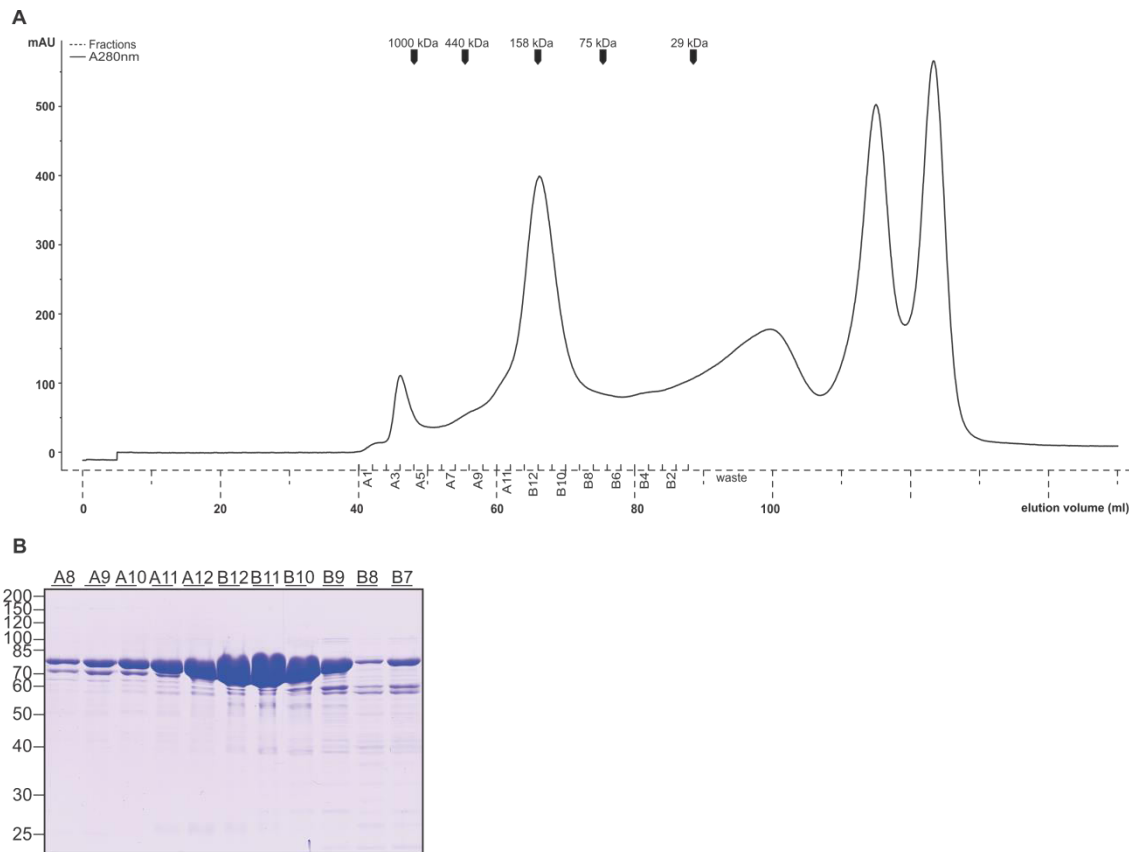 A
mAU
Fractions
A280nm
1000 kDa 440 kDa 158 kDa 75 kDa 29 kDa
500
400
300
200
100
0
A1 A3 A5 A7 A9 A11 B12 B10 B8 B6 B4 B2 waste
0 20 40 60 80 100 elution volume (ml)
B
A8 A9 A10 A11 A12 B12 B11 B10 B9 B8 B7
200
150
120
100
85
70
60
50
40
30
25